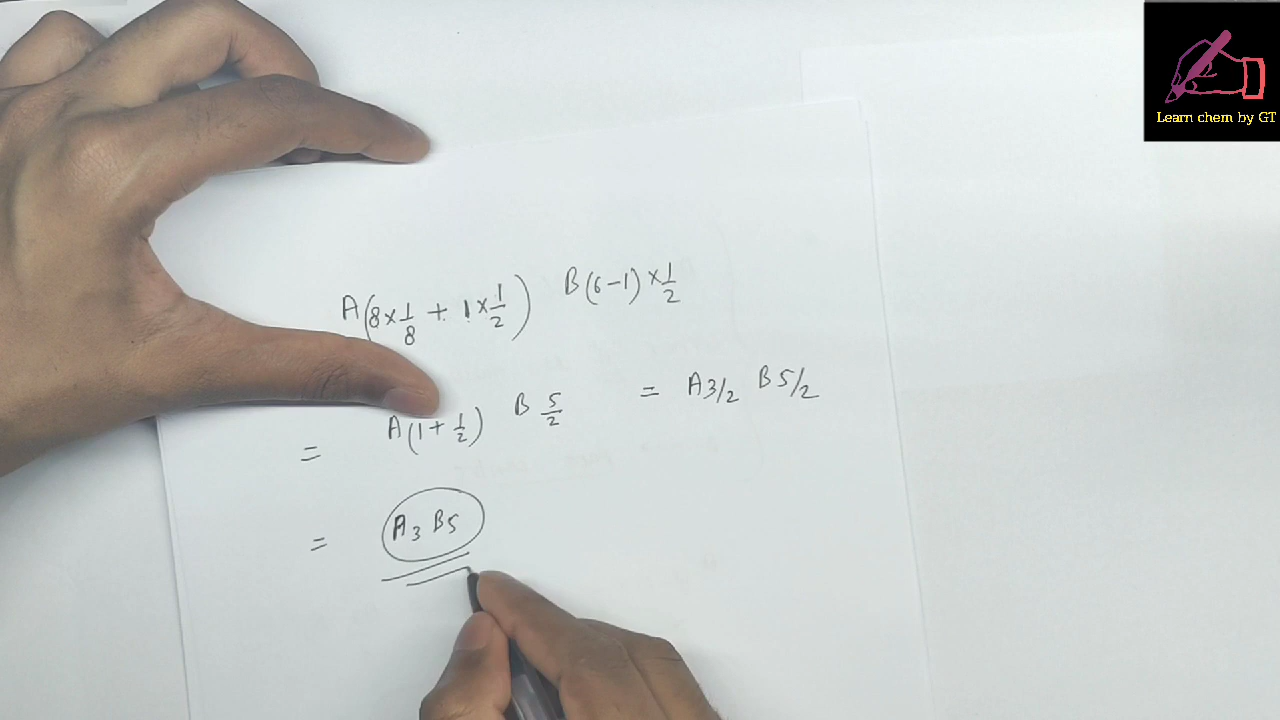 Learn chem by GT
A(8×1/8 + 1×1/2) B(6-1)×1/2
= A(1+1/2) B 5/2 = A3/2 B5/2
= A3 B5